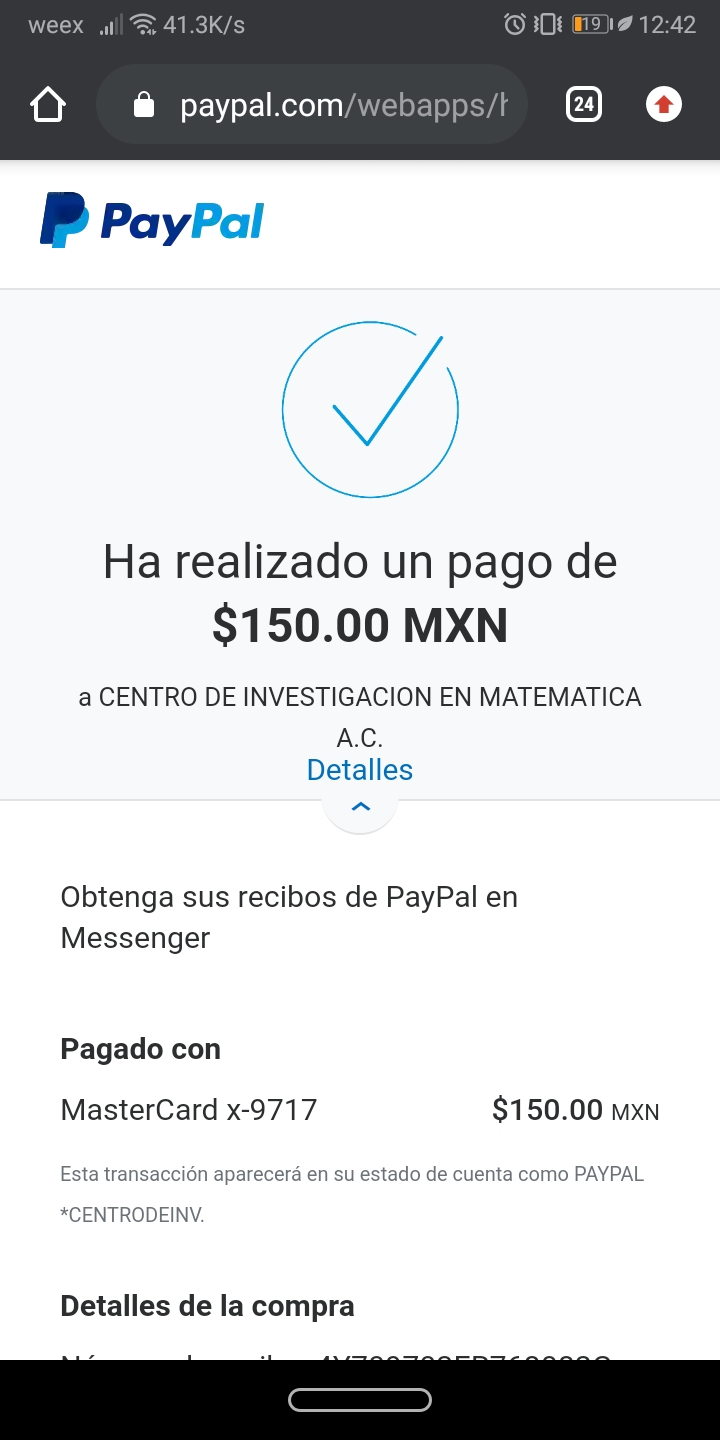 weex 41.3K/s 19 12:42
paypal.com/webapps/h 24
PayPal
Ha realizado un pago de
$150.00 MXN
a CENTRO DE INVESTIGACION EN MATEMATICA
A.C.
Detalles
Obtenga sus recibos de PayPal en
Messenger
Pagado con
MasterCard x-9717 $150.00 MXN
Esta transacción aparecerá en su estado de cuenta como PAYPAL
*CENTRODEINV.
Detalles de la compra